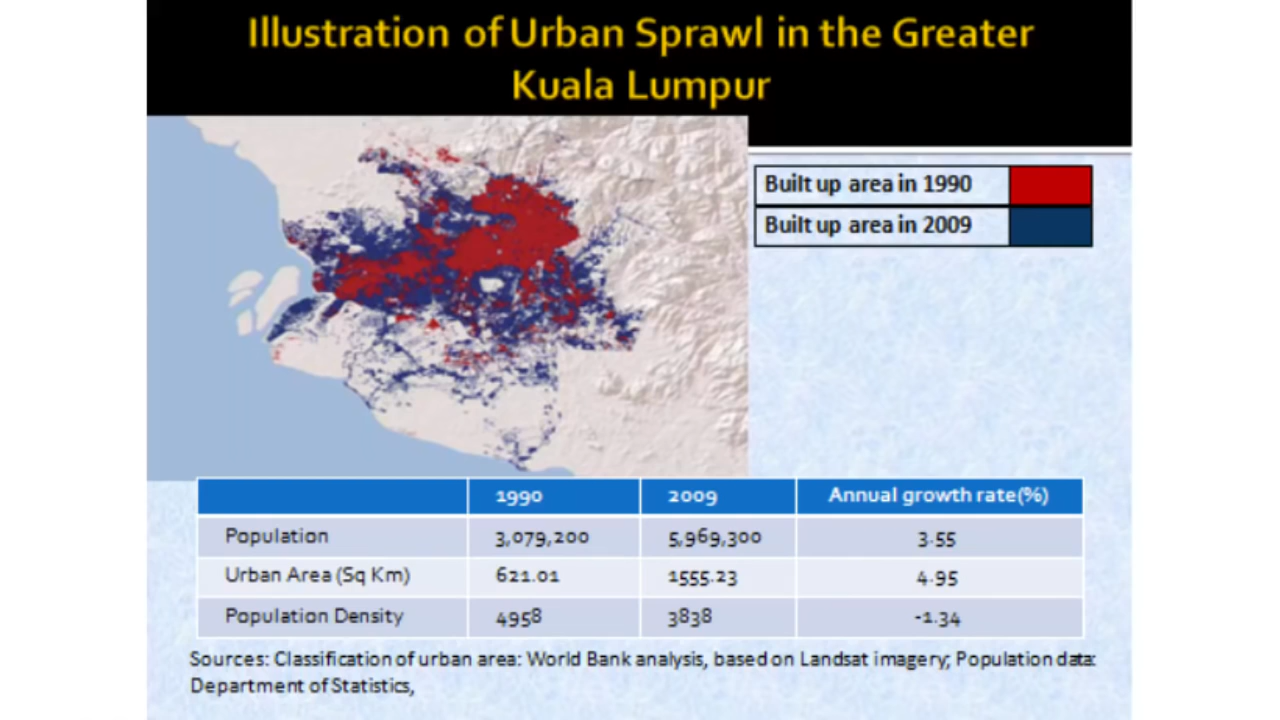 Illustration of Urban Sprawl in the Greater
Kuala Lumpur
Built up area in 1990
Built up area in 2009
1990 2009 Annual growth rate(%)
Population 3,079,200 5,969,300 3.55
Urban Area (Sq Km) 621.01 1555.23 4.95
Population Density 4958 3838 -1.34
Sources: Classification of urban area: World Bank analysis, based on Landsat imagery; Population data:
Department of Statistics,